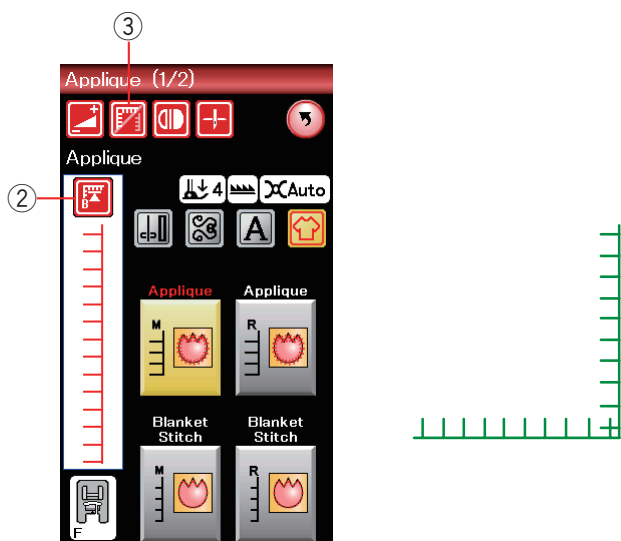 ③
Applique (1/2)
Applique
②
B
4
Auto
A
Applique
Applique
M
R
Blanket
Stitch
Blanket
Stitch
M
R
F